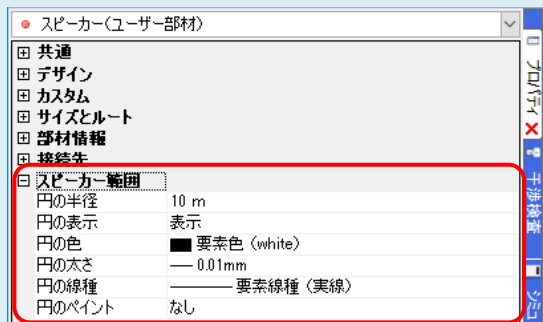 スピーカー(ユーザー部材)
共通
デザイン
カスタム
サイズとルート
部材情報
接続先
スピーカー範囲
円の半径 10 m
円の表示 表示
円の色 要素色 (white)
円の太さ 0.01mm
円の線種 要素線種 (実線)
円のペイント なし
プロパティ
干渉検査